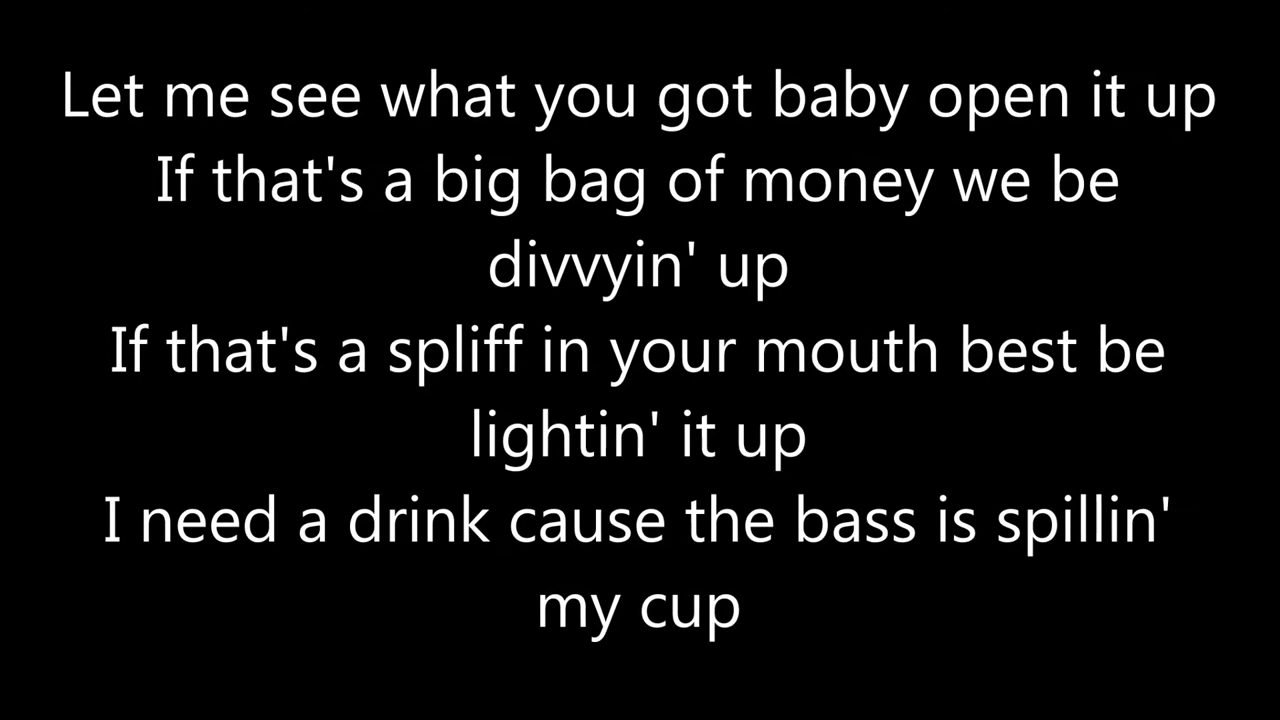 Let me see what you got baby open it up
If that's a big bag of money we be
divvyin' up
If that's a spliff in your mouth best be
lightin' it up
I need a drink cause the bass is spillin'
my cup